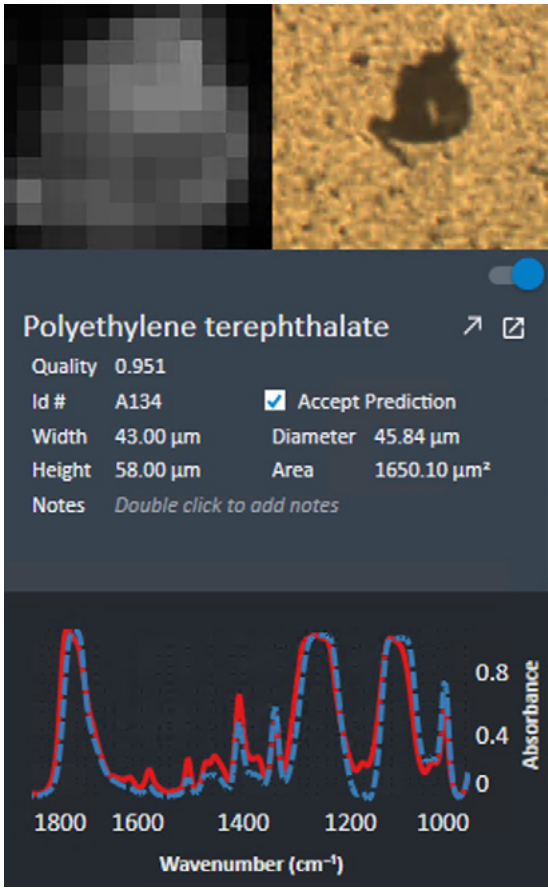 Polyethylene terephthalate
Quality 0.951
Id # A134 Accept Prediction
Width 43.00 µm Diameter 45.84 µm
Height 58.00 µm Area 1650.10 µm²
Notes Double click to add notes
0.8
0.4
0
Absorbance
1800 1600 1400 1200 1000
Wavenumber (cm⁻¹)